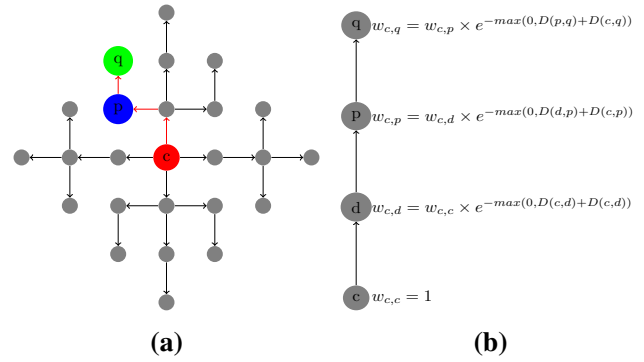 q
p
c
(a)
q w_{c,q} = w_{c,p} × e^{-max(0,D(p,q)+D(c,q))}
p w_{c,p} = w_{c,d} × e^{-max(0,D(d,p)+D(c,p))}
d w_{c,d} = w_{c,c} × e^{-max(0,D(c,d)+D(c,d))}
c w_{c,c} = 1
(b)